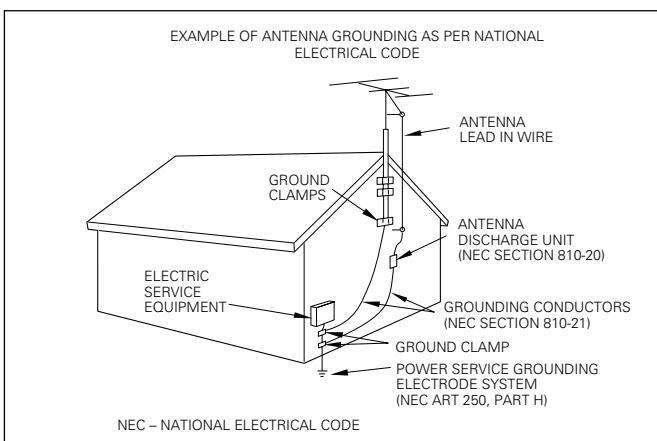 EXAMPLE OF ANTENNA GROUNDING AS PER NATIONAL
ELECTRICAL CODE
ANTENNA
LEAD IN WIRE
GROUND
CLAMPS
ANTENNA
DISCHARGE UNIT
(NEC SECTION 810-20)
ELECTRIC
SERVICE
EQUIPMENT
GROUNDING CONDUCTORS
(NEC SECTION 810-21)
GROUND CLAMP
POWER SERVICE GROUNDING
ELECTRODE SYSTEM
(NEC ART 250, PART H)
NEC – NATIONAL ELECTRICAL CODE